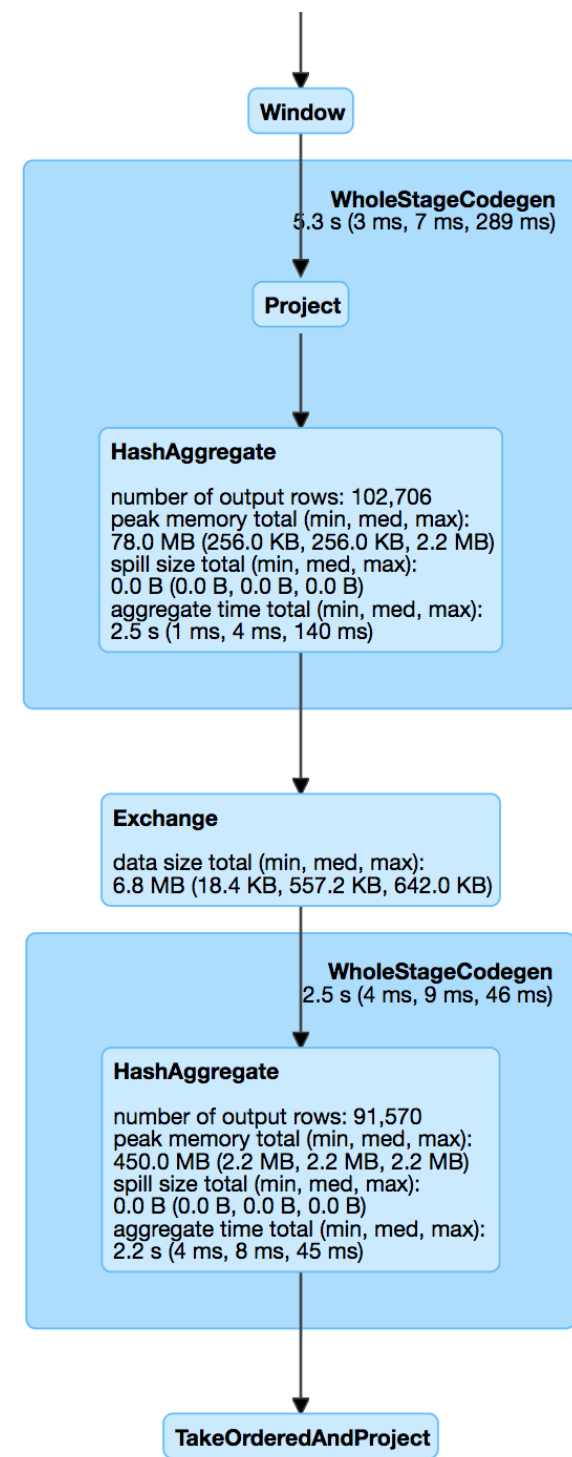 Window
WholeStageCodegen
5.3 s (3 ms, 7 ms, 289 ms)
Project
HashAggregate
number of output rows: 102,706
peak memory total (min, med, max):
78.0 MB (256.0 KB, 256.0 KB, 2.2 MB)
spill size total (min, med, max):
0.0 B (0.0 B, 0.0 B, 0.0 B)
aggregate time total (min, med, max):
2.5 s (1 ms, 4 ms, 140 ms)
Exchange
data size total (min, med, max):
6.8 MB (18.4 KB, 557.2 KB, 642.0 KB)
WholeStageCodegen
2.5 s (4 ms, 9 ms, 46 ms)
HashAggregate
number of output rows: 91,570
peak memory total (min, med, max):
450.0 MB (2.2 MB, 2.2 MB, 2.2 MB)
spill size total (min, med, max):
0.0 B (0.0 B, 0.0 B, 0.0 B)
aggregate time total (min, med, max):
2.2 s (4 ms, 8 ms, 45 ms)
TakeOrderedAndProject